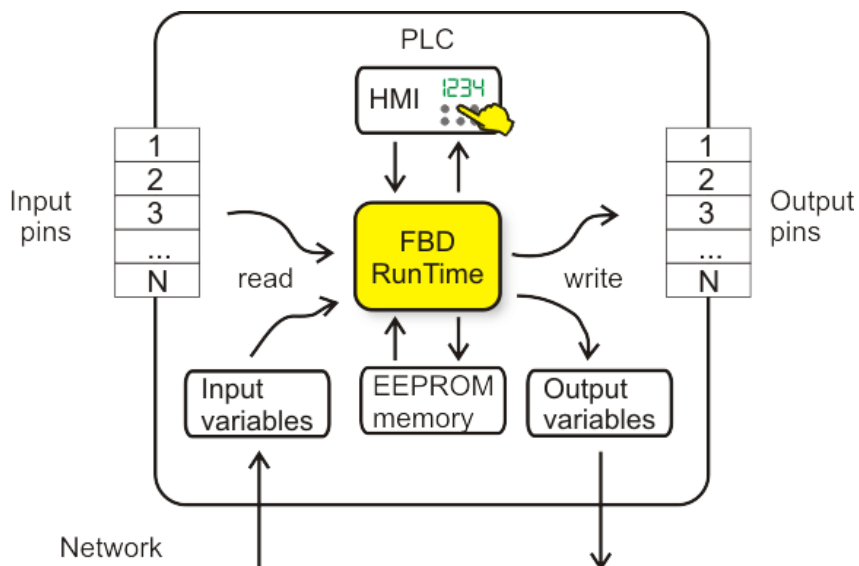 PLC
HMI
1234
1
2
3
...
N
Input
pins
read
FBD
RunTime
write
1
2
3
...
N
Output
pins
Input
variables
EEPROM
memory
Output
variables
Network